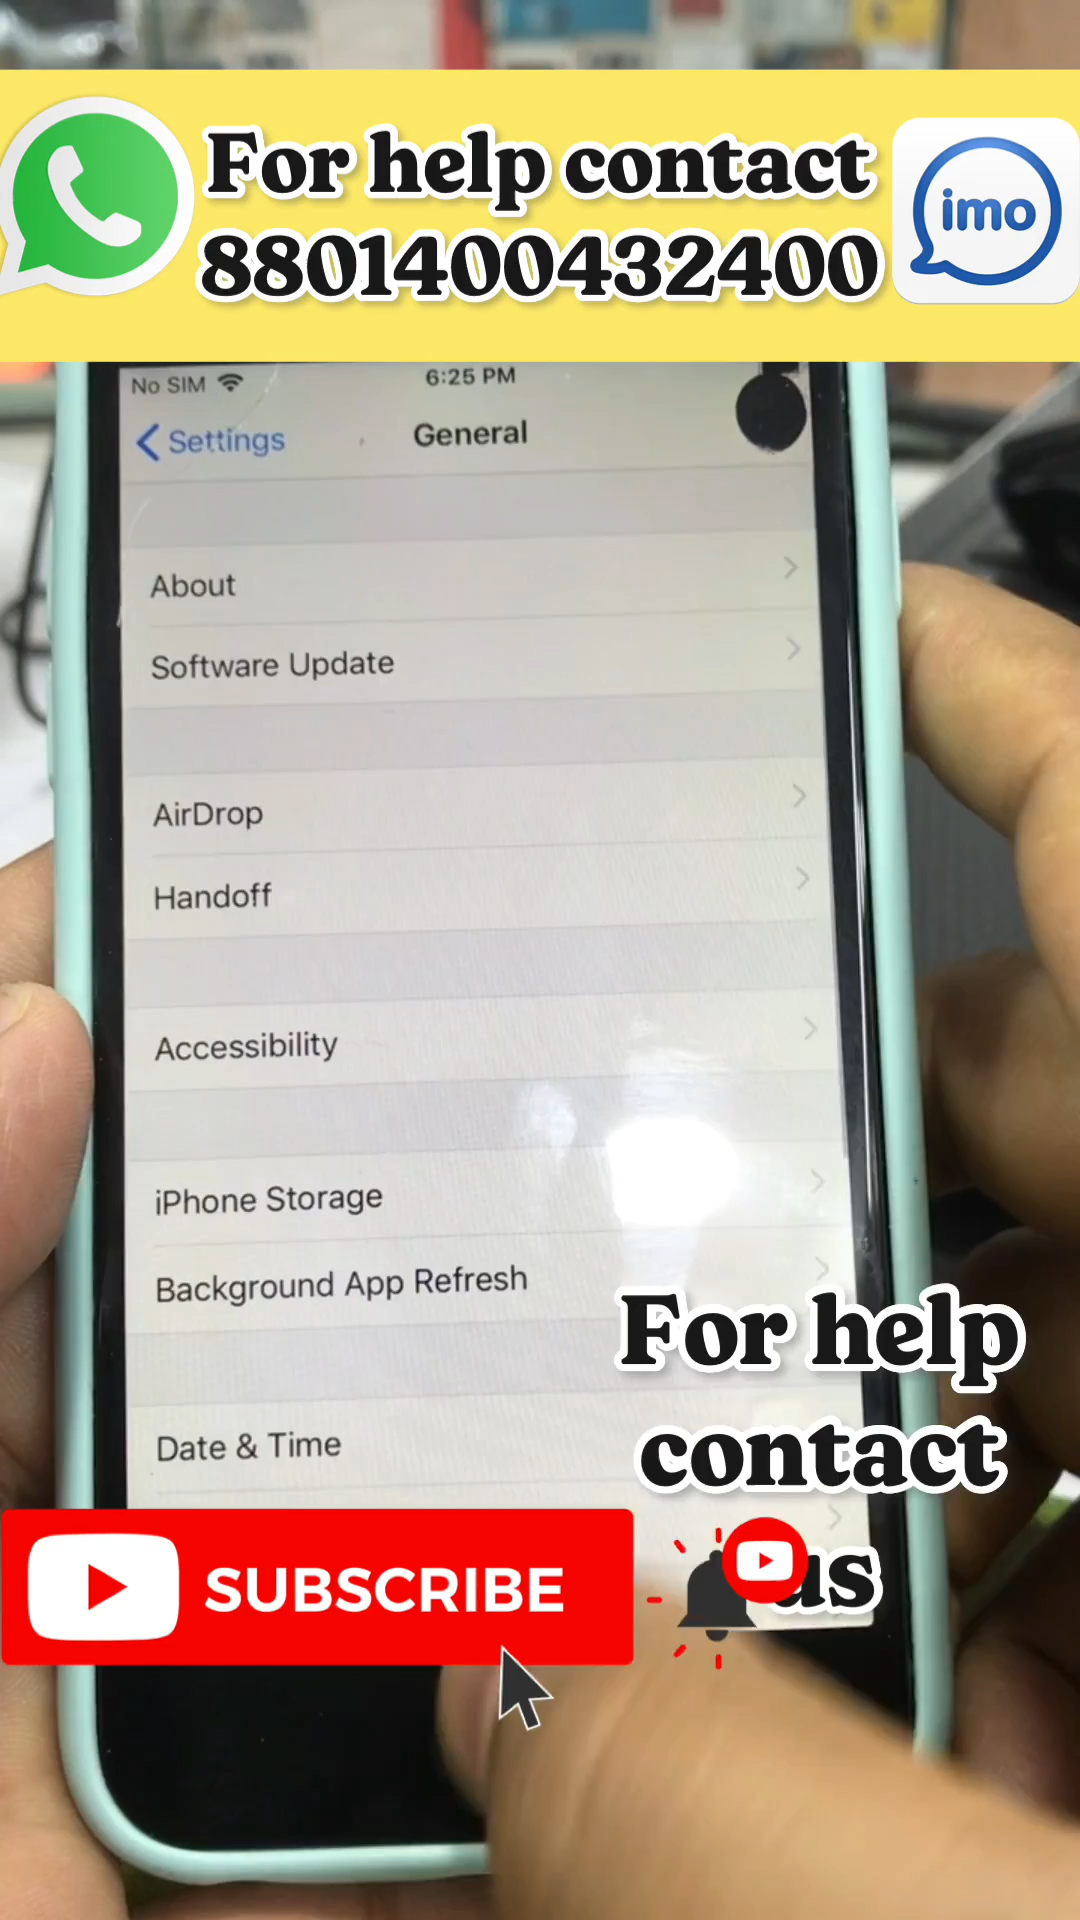 For help contact
8801400432400
imo
No SIM
6:25 PM
Settings
General
About
Software Update
AirDrop
Handoff
Accessibility
iPhone Storage
Background App Refresh
Date & Time
For help
contact
us
SUBSCRIBE